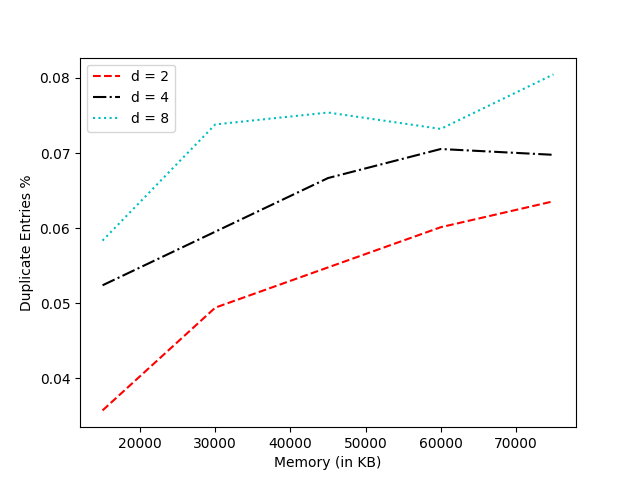 d = 2
d = 4
d = 8
0.08
0.07
0.06
0.05
0.04
Duplicate Entries %
20000 30000 40000 50000 60000 70000
Memory (in KB)